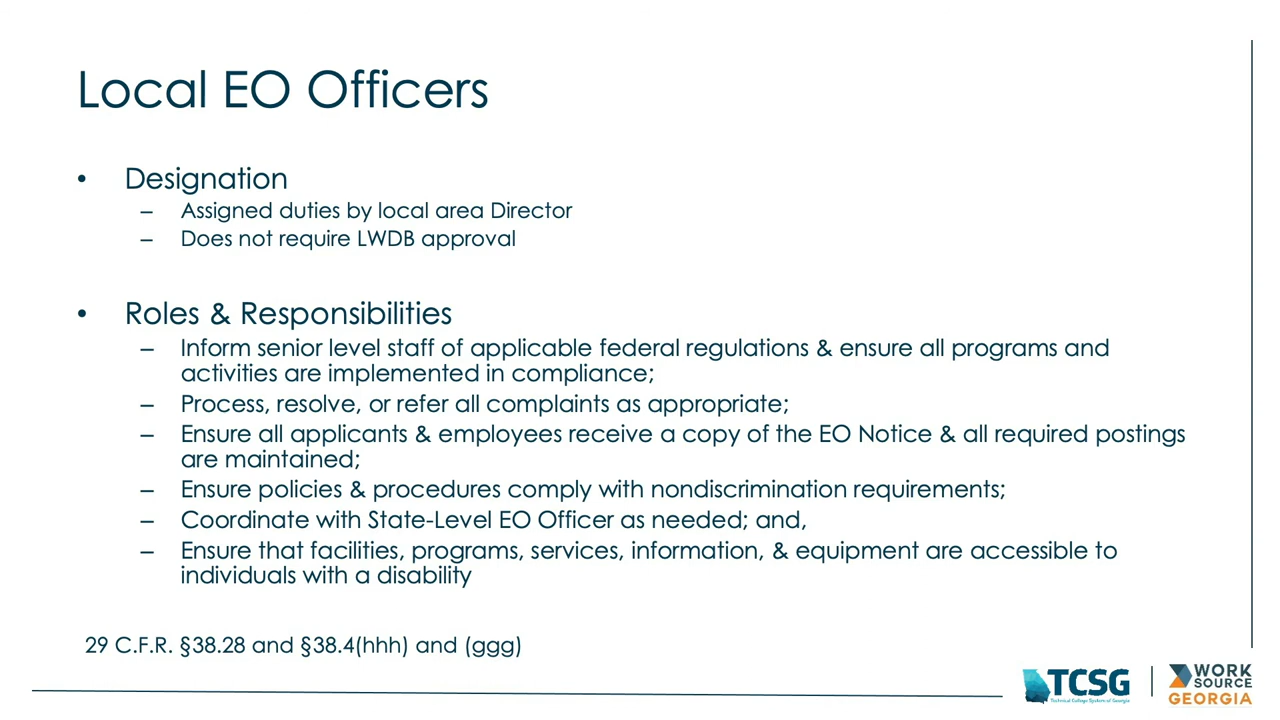 Local EO Officers
• Designation
– Assigned duties by local area Director
– Does not require LWDB approval
• Roles & Responsibilities
– Inform senior level staff of applicable federal regulations & ensure all programs and
activities are implemented in compliance;
– Process, resolve, or refer all complaints as appropriate;
– Ensure all applicants & employees receive a copy of the EO Notice & all required postings
are maintained;
– Ensure policies & procedures comply with nondiscrimination requirements;
– Coordinate with State-Level EO Officer as needed; and,
– Ensure that facilities, programs, services, information, & equipment are accessible to
individuals with a disability
29 C.F.R. §38.28 and §38.4(hhh) and (ggg)
TCSG
Technical College System of Georgia
WORK
SOURCE
GEORGIA